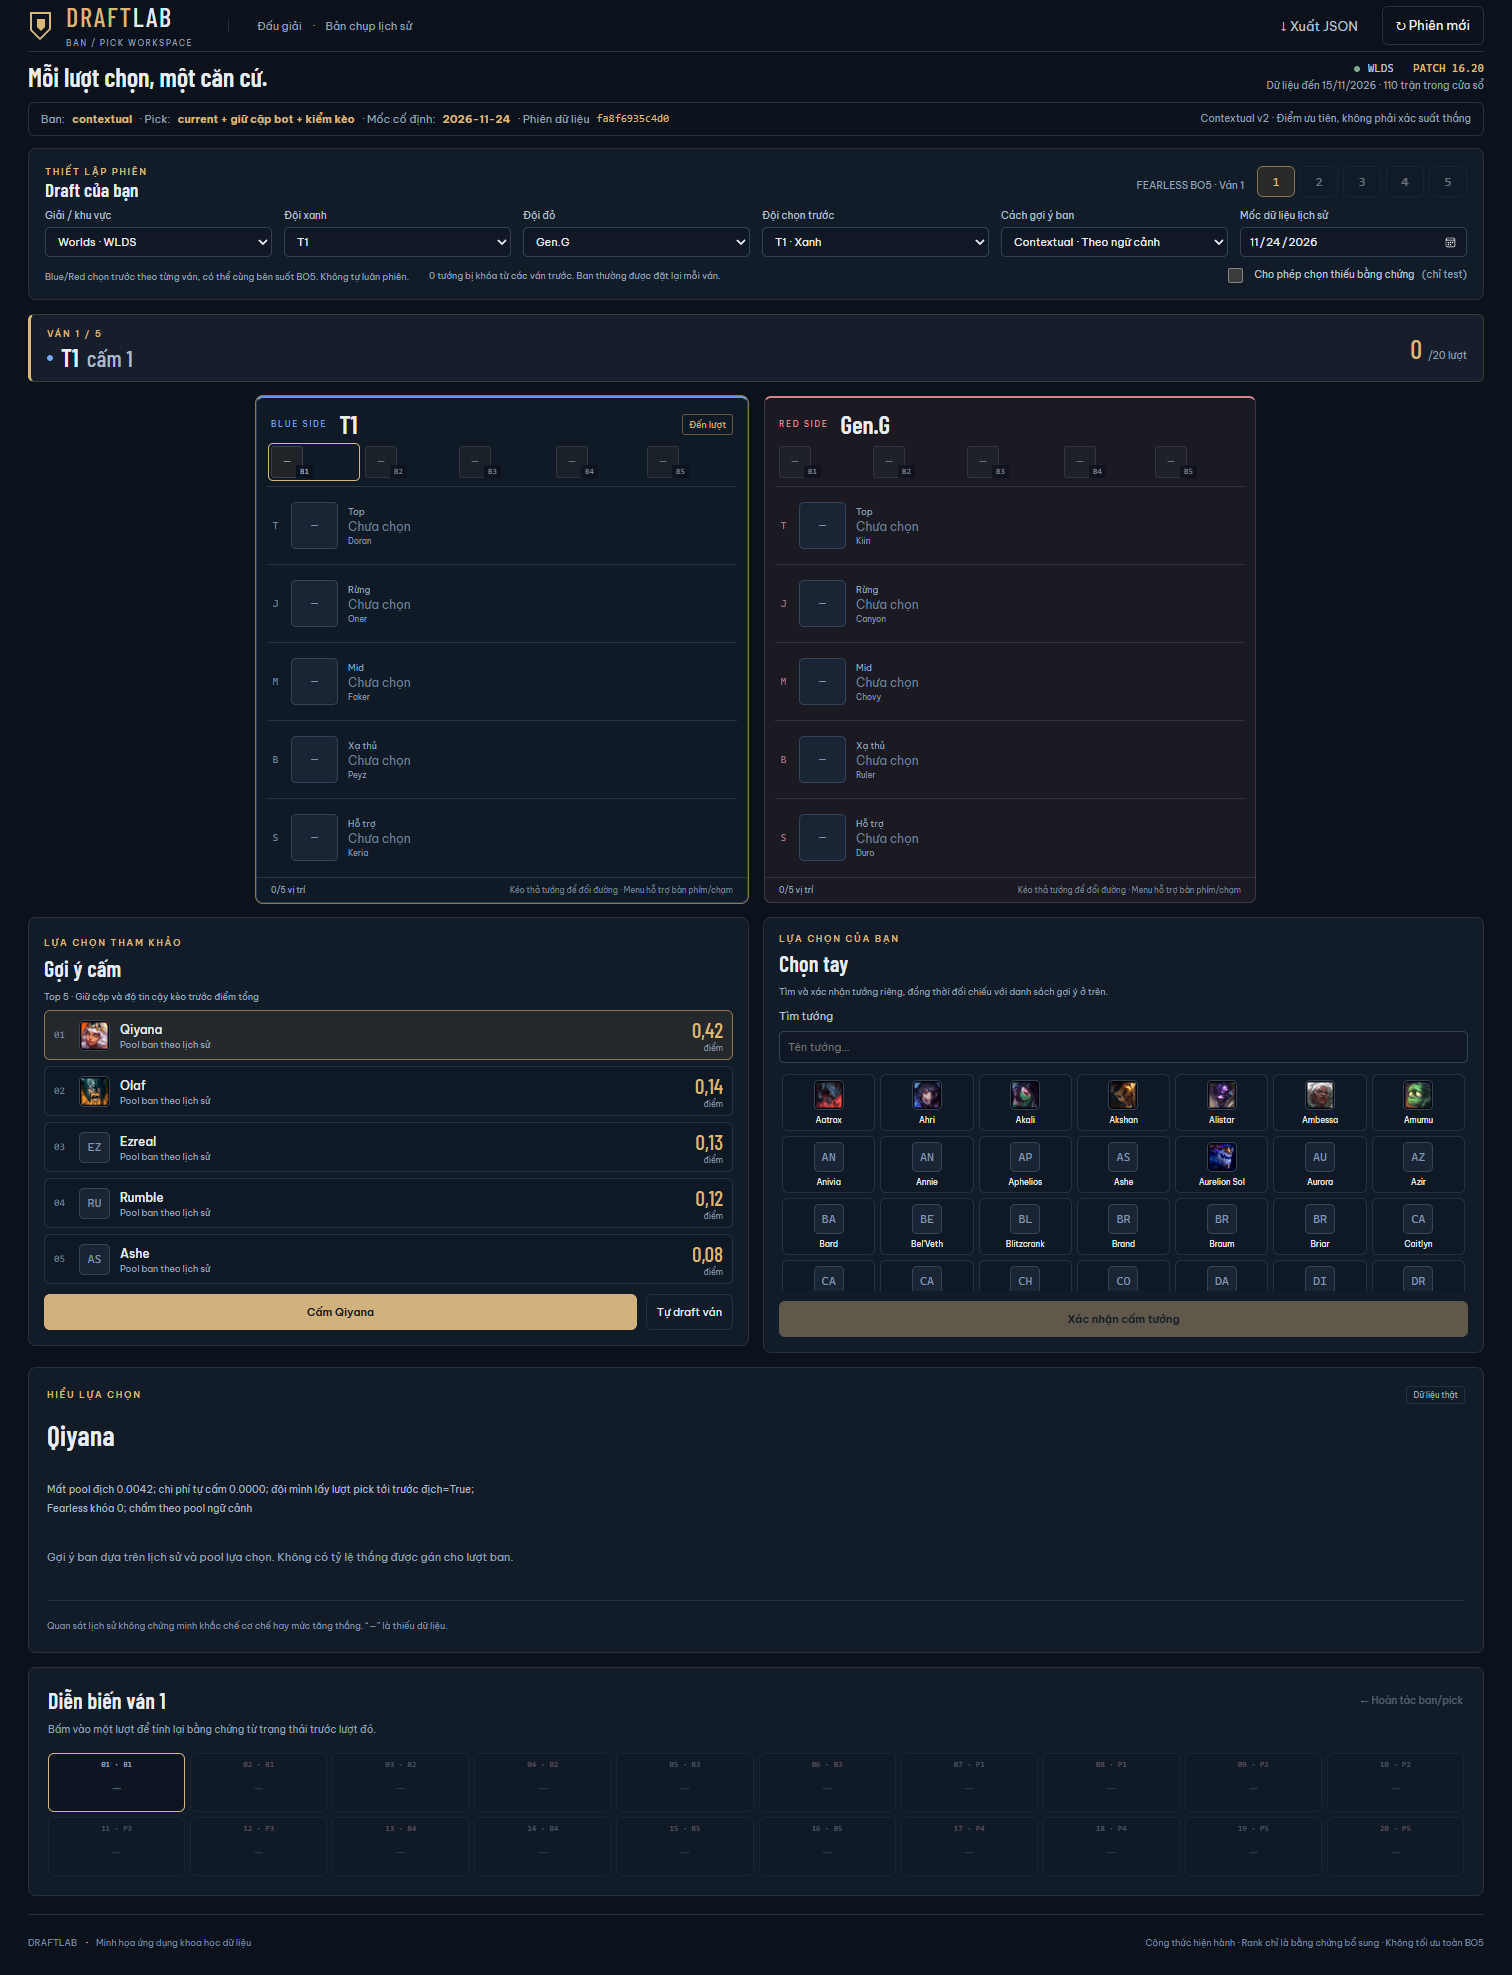 DRAFTLAB
BAN / PICK WORKSPACE
Đấu giải · Bản chụp lịch sử
↓ Xuất JSON
↻ Phiên mới
Mỗi lượt chọn, một căn cứ.
● WLDS PATCH 16.20
Dữ liệu đến 15/11/2026 · 110 trận trong cửa sổ
Ban: contextual · Pick: current + giữ cặp bot + kiểm kèo · Mốc cố định: 2026-11-24 · Phiên dữ liệu fa8f6935c4d0
Contextual v2 · Điểm ưu tiên, không phải xác suất thắng
THIẾT LẬP PHIÊN
Draft của bạn
FEARLESS BO5 · Ván 1
1 2 3 4 5
Giải / khu vực
Worlds · WLDS
Đội xanh
T1
Đội đỏ
Gen.G
Đội chọn trước
T1 · Xanh
Cách gợi ý ban
Contextual · Theo ngữ cảnh
Mốc dữ liệu lịch sử
11/24/2026
Blue/Red chọn trước theo từng ván, có thể cùng bên suốt BO5. Không tự luân phiên.
0 tướng bị khóa từ các ván trước. Ban thường được đặt lại mỗi ván.
Cho phép chọn thiếu bằng chứng (chỉ test)
VÁN 1 / 5
• T1 cấm 1
0 /20 lượt
BLUE SIDE T1
Đến lượt
— B1 — B2 — B3 — B4 — B5
T — Top
Chưa chọn
Doran
J — Rừng
Chưa chọn
Oner
M — Mid
Chưa chọn
Faker
B — Xạ thủ
Chưa chọn
Peyz
S — Hỗ trợ
Chưa chọn
Keria
0/5 vị trí
Kéo thả tướng để đổi đường · Menu hỗ trợ bàn phím/chạm
RED SIDE Gen.G
— B1 — B2 — B3 — B4 — B5
T — Top
Chưa chọn
Kiin
J — Rừng
Chưa chọn
Canyon
M — Mid
Chưa chọn
Chovy
B — Xạ thủ
Chưa chọn
Ruler
S — Hỗ trợ
Chưa chọn
Duro
0/5 vị trí
Kéo thả tướng để đổi đường · Menu hỗ trợ bàn phím/chạm
LỰA CHỌN THAM KHẢO
Gợi ý cấm
Top 5 · Giữ cặp và độ tin cậy kèo trước điểm tổng
01 Qiyana 0,42
Pool ban theo lịch sử điểm
02 Olaf 0,14
Pool ban theo lịch sử điểm
03 EZ Ezreal 0,13
Pool ban theo lịch sử điểm
04 RU Rumble 0,12
Pool ban theo lịch sử điểm
05 AS Ashe 0,08
Pool ban theo lịch sử điểm
Cấm Qiyana
Tự draft ván
LỰA CHỌN CỦA BẠN
Chọn tay
Tìm và xác nhận tướng riêng, đồng thời đối chiếu với danh sách gợi ý ở trên.
Tìm tướng
Tên tướng...
Aatrox Ahri Akali Akshan Alistar Ambessa Amumu
AN AN AP AS AU AZ
Anivia Annie Aphelios Ashe Aurelion Sol Aurora Azir
BA BE BL BR BR BR CA
Bard Bel'Veth Blitzcrank Brand Braum Briar Caitlyn
CA CA CH CO DA DI DR
Xác nhận cấm tướng
HIỂU LỰA CHỌN
Dữ liệu thật
Qiyana
Mất pool địch 0.0042; chi phí tự cấm 0.0000; đội mình lấy lượt pick tới trước địch=True;
Fearless khóa 0; chấm theo pool ngữ cảnh
Gợi ý ban dựa trên lịch sử và pool lựa chọn. Không có tỷ lệ thắng được gán cho lượt ban.
Quan sát lịch sử không chứng minh khắc chế cơ chế hay mức tăng thắng. “—” là thiếu dữ liệu.
Diễn biến ván 1
← Hoàn tác ban/pick
Bấm vào một lượt để tính lại bằng chứng từ trạng thái trước lượt đó.
01 · B1 02 · B1 03 · B2 04 · B2 05 · B3 06 · B3 07 · P1 08 · P1 09 · P2 10 · P2
— — — — — — — — — —
11 · P3 12 · P3 13 · B4 14 · B4 15 · B5 16 · B5 17 · P4 18 · P4 19 · P5 20 · P5
— — — — — — — — — —
DRAFTLAB · Minh họa ứng dụng khoa học dữ liệu
Công thức hiện hành · Rank chỉ là bằng chứng bổ sung · Không tối ưu toàn BO5